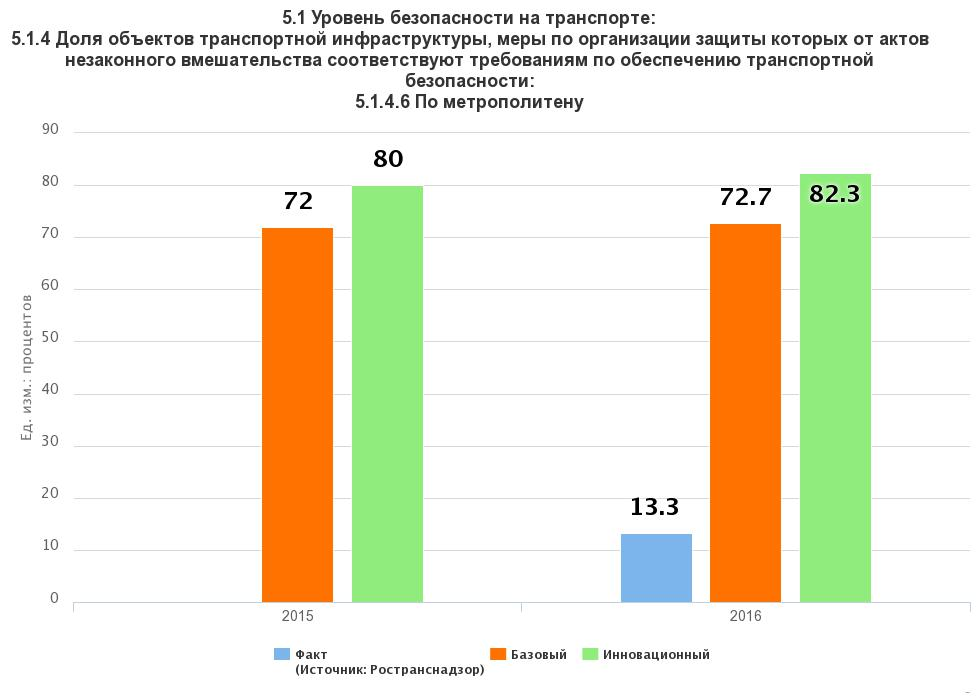 5.1 Уровень безопасности на транспорте:
5.1.4 Доля объектов транспортной инфраструктуры, меры по организации защиты которых от актов
незаконного вмешательства соответствуют требованиям по обеспечению транспортной
безопасности:
5.1.4.6 По метрополитену
Ед. изм.: процентов
90
80
70
60
50
40
30
20
10
0
72
80
13.3
72.7
82.3
2015
2016
Факт
(Источник: Ространснадзор)
Базовый
Инновационный